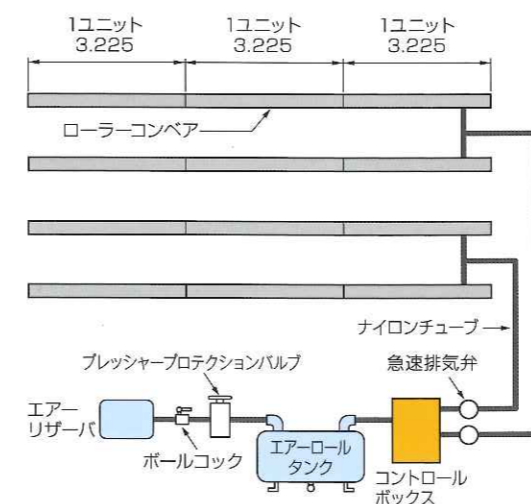 1ユニット 1ユニット 1ユニット
3.225 3.225 3.225
ローラーコンベア
ナイロンチューブ
プレッシャープロテクションバルブ
急速排気弁
エアー
リザーバ
ボールコック
エアーロール
タンク
コントロール
ボックス